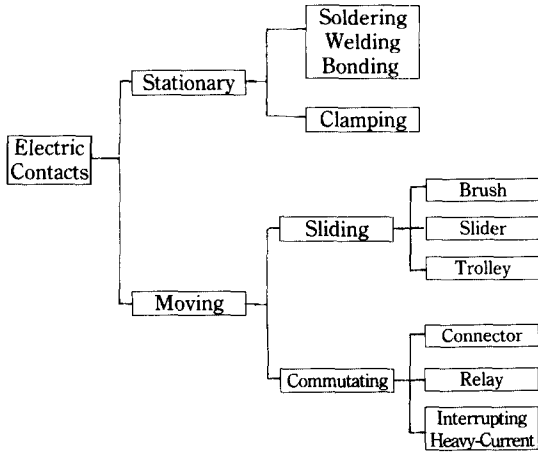 Soldering
Welding
Bonding
Stationary
Clamping
Electric
Contacts
Brush
Sliding
Slider
Trolley
Moving
Connector
Commutating
Relay
Interrupting
Heavy-Current